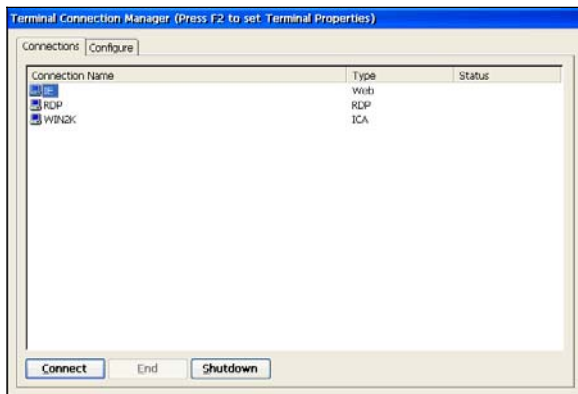 Terminal Connection Manager (Press F2 to set Terminal Properties)
Connections Configure
Connection Name Type Status
IE Web
RDP RDP
WIN2K ICA
Connect End Shutdown